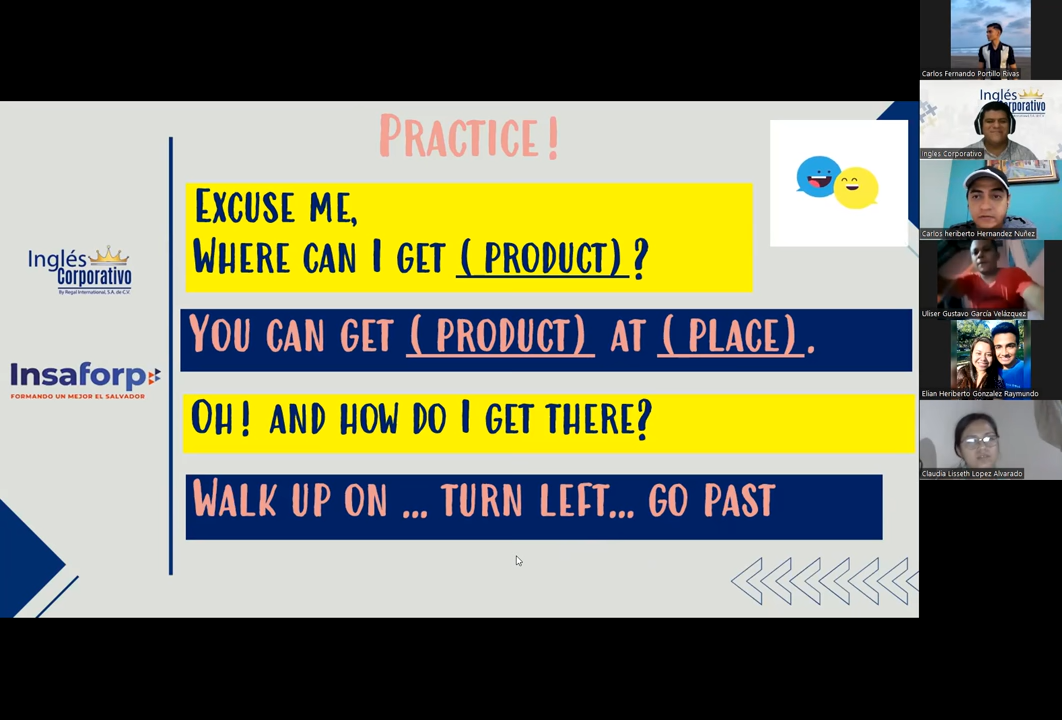 PRACTICE!
EXCUSE ME,
WHERE CAN I GET ( PRODUCT) ?
YOU CAN GET ( PRODUCT) AT ( PLACE) .
OH! AND HOW DO I GET THERE?
WALK UP ON ... TURN LEFT... GO PAST
Inglés
Corporativo
By Regal International, S.A. de C.V.
Insaforp
FORMANDO UN MEJOR EL SALVADOR
Carlos Fernando Portillo Rivas
Inglés
Corporativo
Ingles Corporativo
Carlos heriberto Hernandez Nuñez
Uliser Gustavo García Velázquez
Elian Heriberto Gonzalez Raymundo
Claudia Lisseth Lopez Alvarado